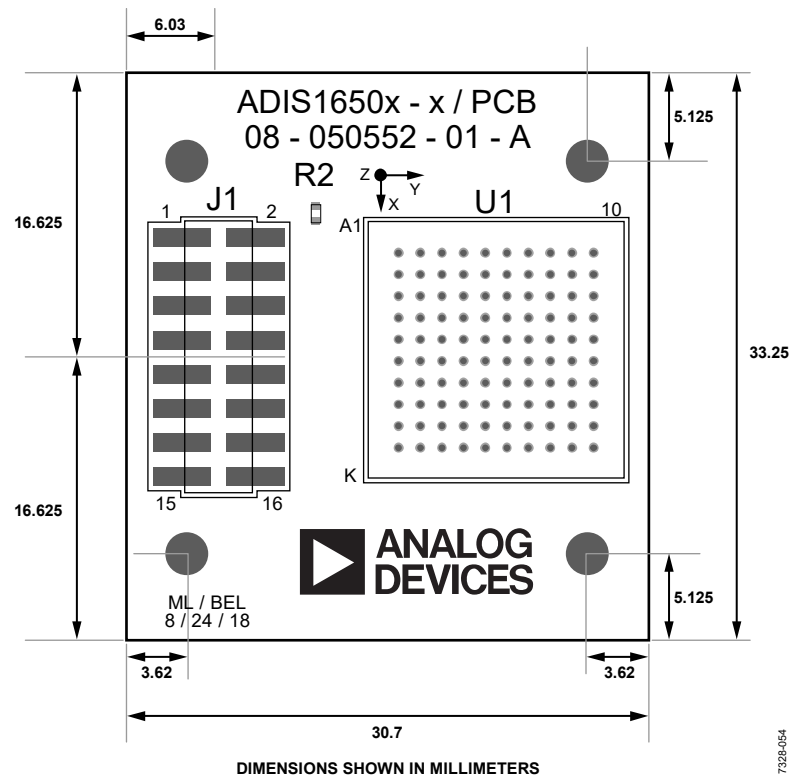 6.03
ADIS1650x - x / PCB
08 - 050552 - 01 - A
5.125
R2
Z
Y
X
J1
U1
1
2
A1
10
16.625
33.25
K
15
16
16.625
ANALOG
DEVICES
5.125
ML / BEL
8 / 24 / 18
3.62
3.62
30.7
DIMENSIONS SHOWN IN MILLIMETERS
7328-054